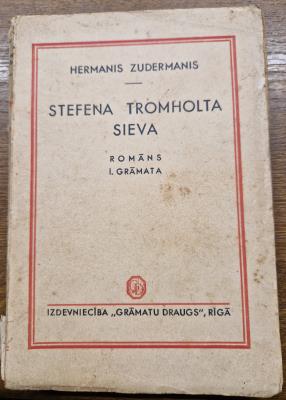 HERMANIS ZUDERMANIS
STEFENA TROMHOLTA
SIEVA
ROMĀNS
I. GRĀMATA
IZDEVNIECĪBA „GRĀMATU DRAUGS", RĪGĀ